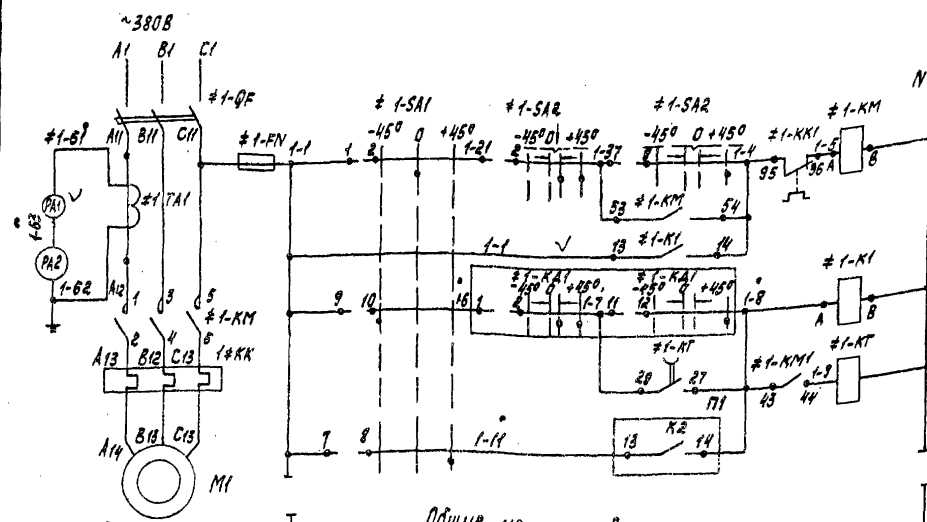 ~380В
А1 В1 С1
≠1-QF
А11 В11 С11
≠1-FN
1-1
≠1-61
≠1 ТА1
РА1
1-63
РА2
1-62
А12
1 3 5
≠1-КМ
2 4 6
А13 В12 С13
1≠КК
А14 В13 С13
М1
≠1-SA1
-45° 0 +45°
1 2 1-21
≠1-SA2
-45° 0 +45°
2 1-37
≠1-SA2
-45° 0 +45°
1-4
≠1-КК1
95 96
1-5
А
≠1-КМ
В
N
≠1-КМ
53 54
1-1
13 ≠1-К1 14
≠1-КД1 ≠1-КД1
-45° 0 +45° -45° 0 +45°
9 10 16 1 2 1-7 11 12 1-8
≠1-К1
А В
≠1-КТ
28 27
П1
≠1-КМ1
43 44
1-9
≠1-КТ
7 8 1-11
К2
13 14